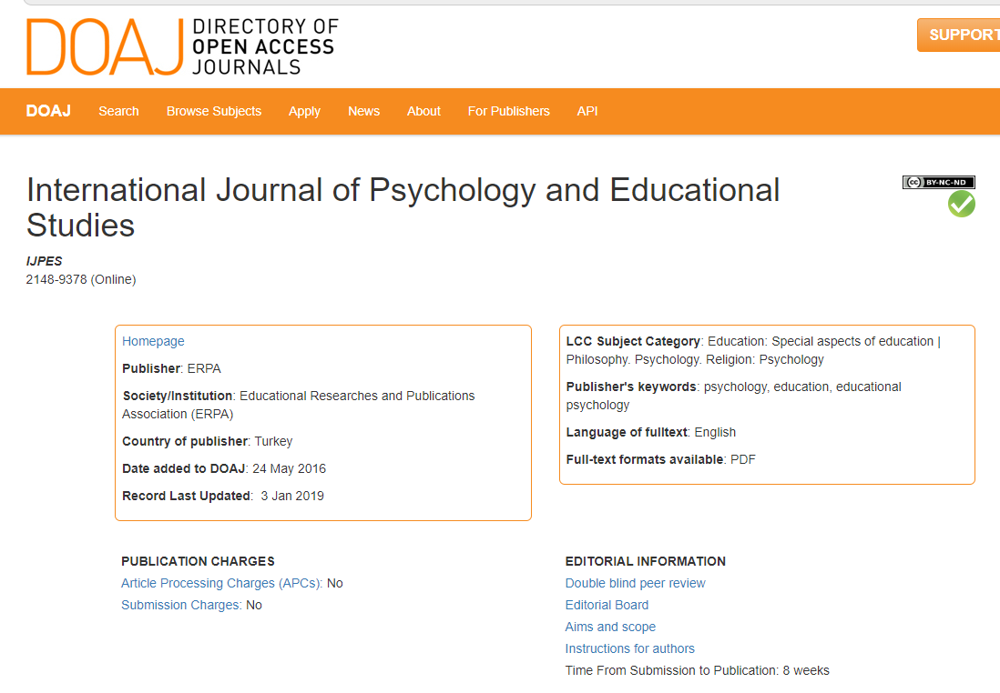 DOAJ DIRECTORY OF
OPEN ACCESS
JOURNALS
SUPPORT
DOAJ Search Browse Subjects Apply News About For Publishers API
International Journal of Psychology and Educational
Studies
(cc) BY-NC-ND
IJPES
2148-9378 (Online)
Homepage
Publisher: ERPA
Society/Institution: Educational Researches and Publications
Association (ERPA)
Country of publisher: Turkey
Date added to DOAJ: 24 May 2016
Record Last Updated: 3 Jan 2019
LCC Subject Category: Education: Special aspects of education |
Philosophy. Psychology. Religion: Psychology
Publisher's keywords: psychology, education, educational
psychology
Language of fulltext: English
Full-text formats available: PDF
PUBLICATION CHARGES
Article Processing Charges (APCs): No
Submission Charges: No
EDITORIAL INFORMATION
Double blind peer review
Editorial Board
Aims and scope
Instructions for authors
Time From Submission to Publication: 8 weeks